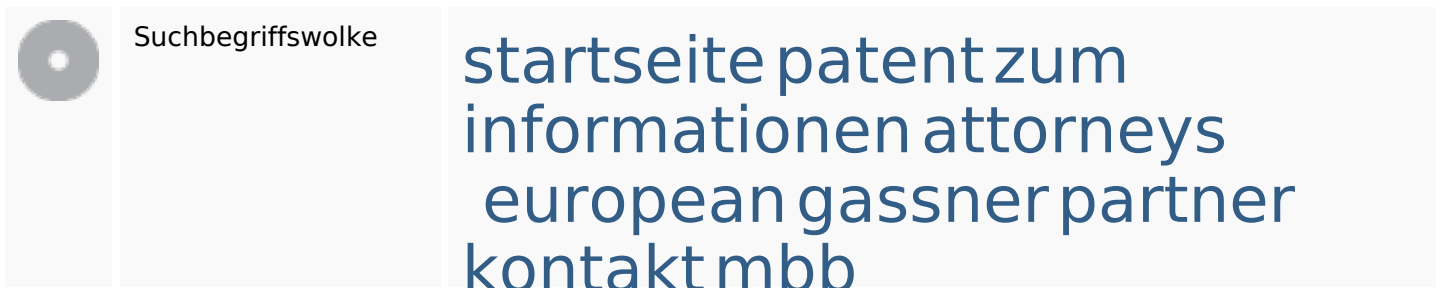 Suchbegriffswolke
startseite patent zum
informationen attorneys
european gassner partner
kontakt mbb